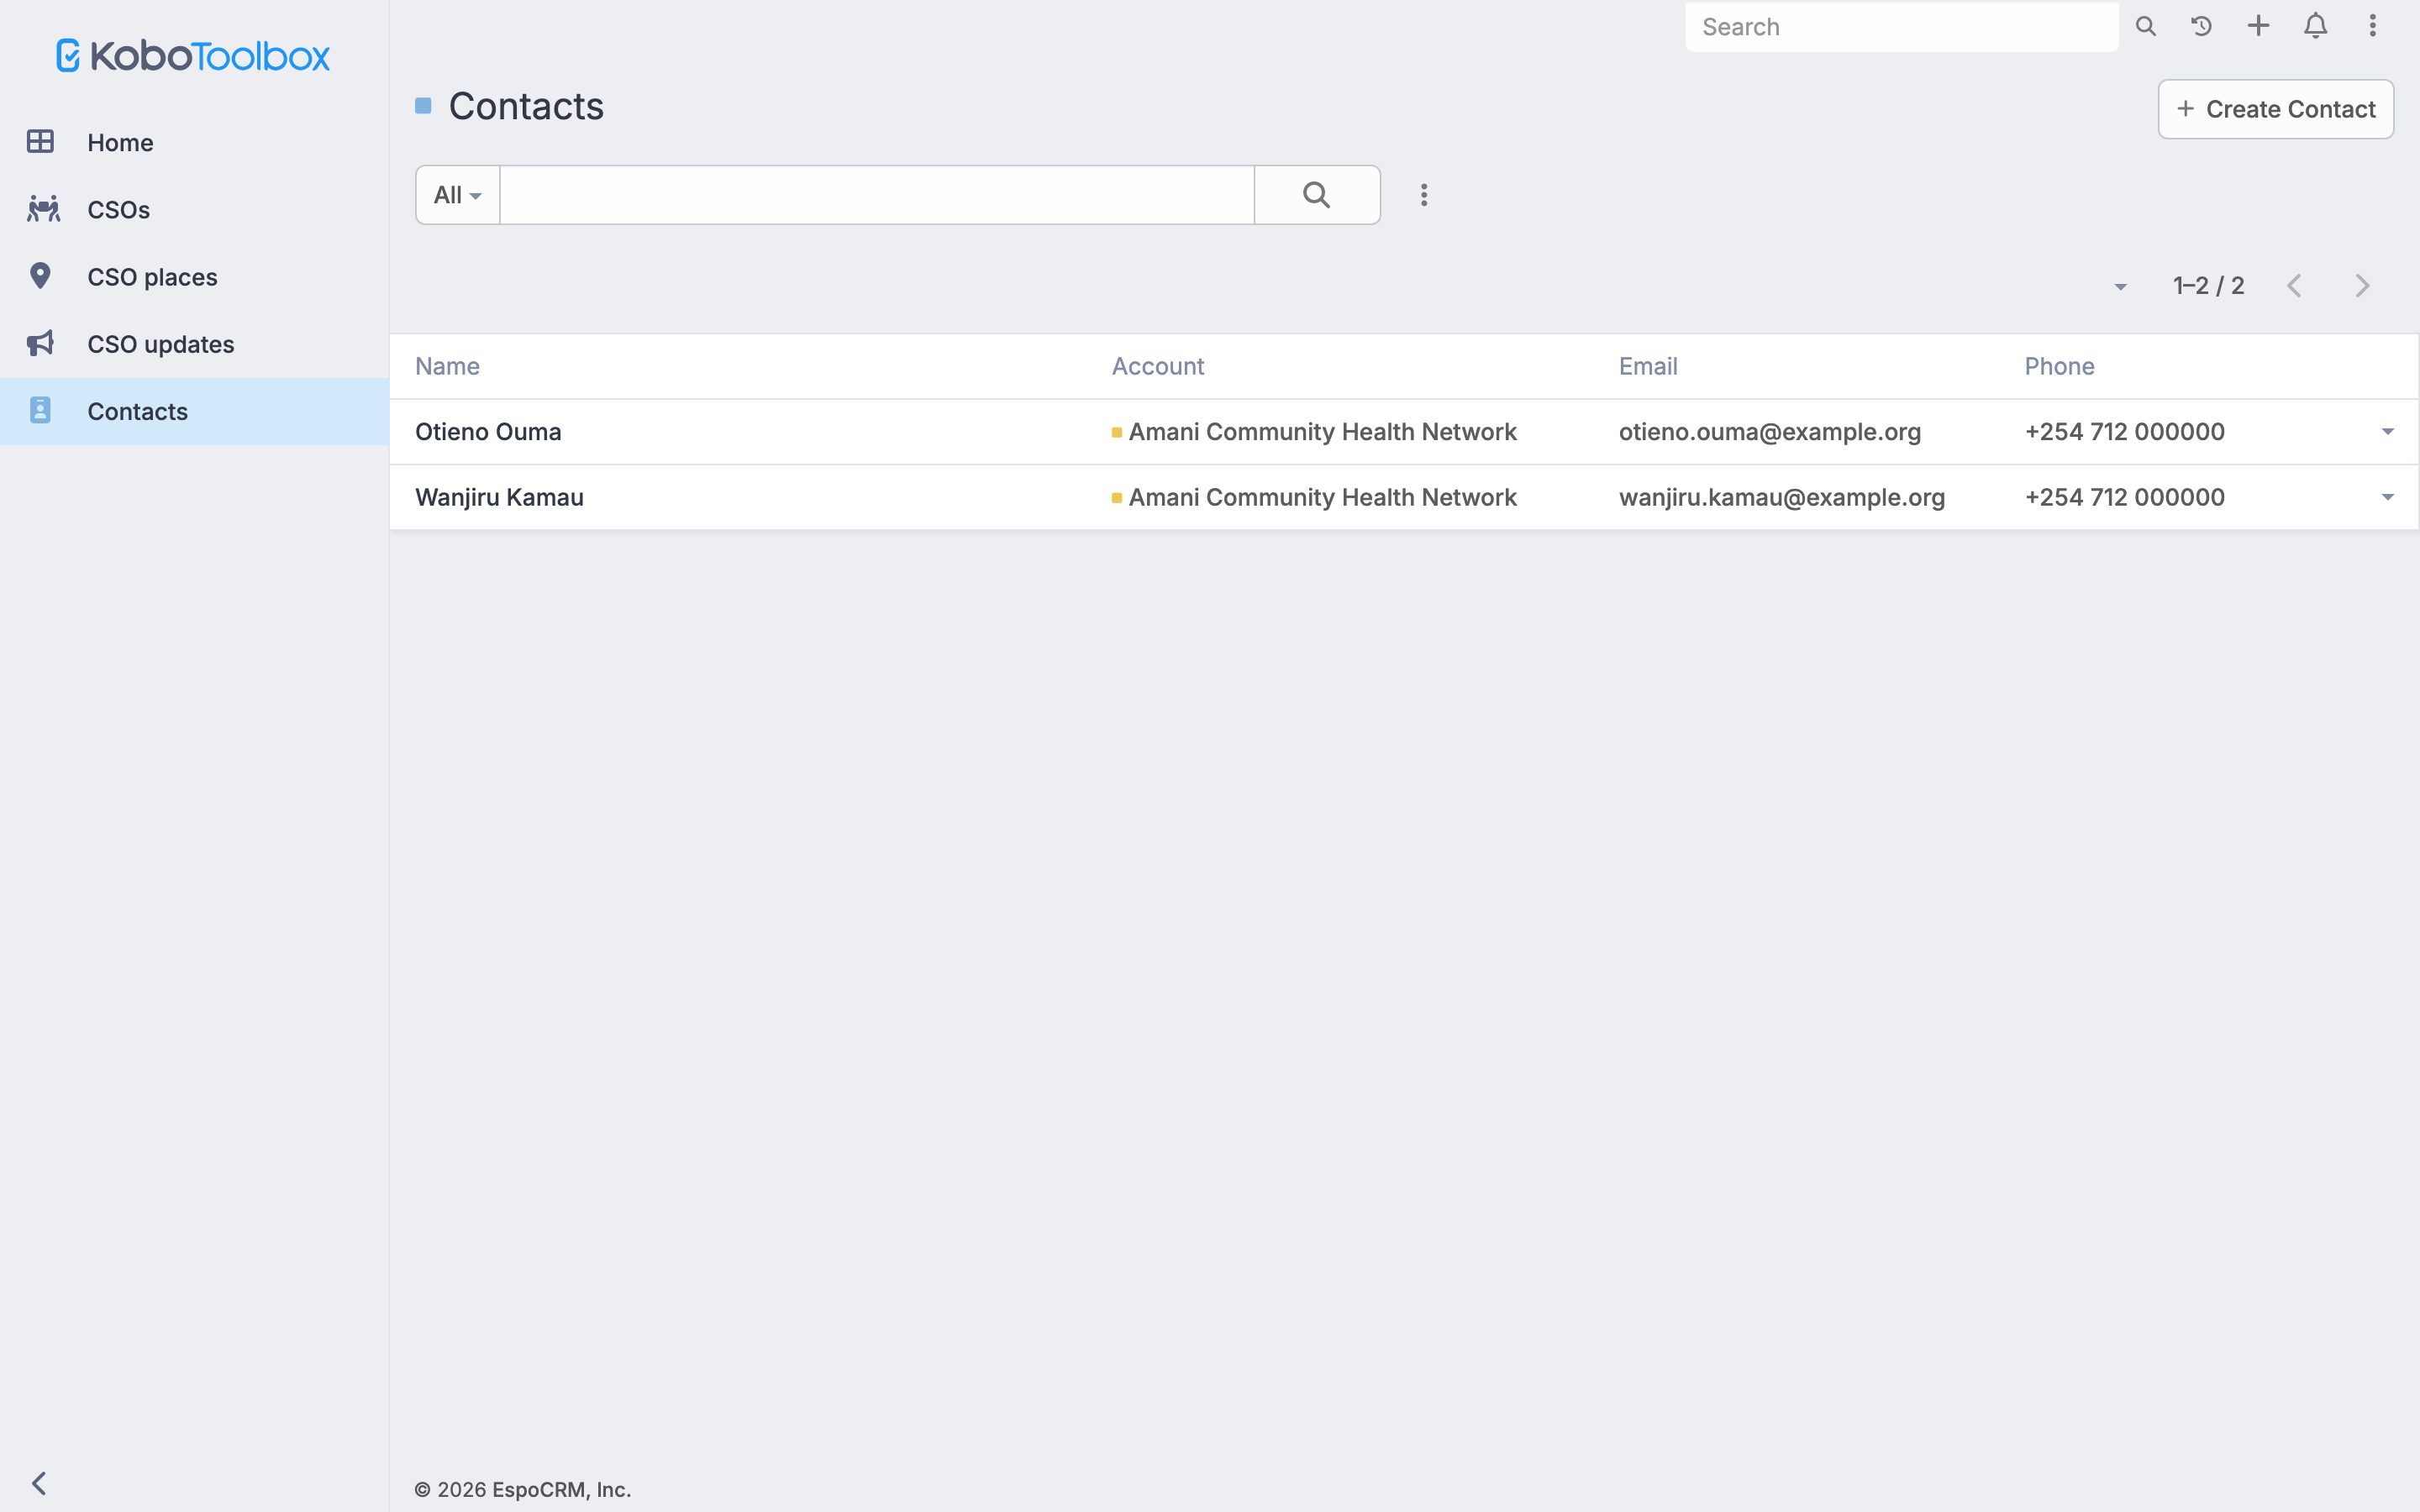 KoboToolbox
Search
Home
CSOs
CSO places
CSO updates
Contacts
Contacts
+ Create Contact
All
1–2 / 2
Name Account Email Phone
Otieno Ouma Amani Community Health Network otieno.ouma@example.org +254 712 000000
Wanjiru Kamau Amani Community Health Network wanjiru.kamau@example.org +254 712 000000
© 2026 EspoCRM, Inc.